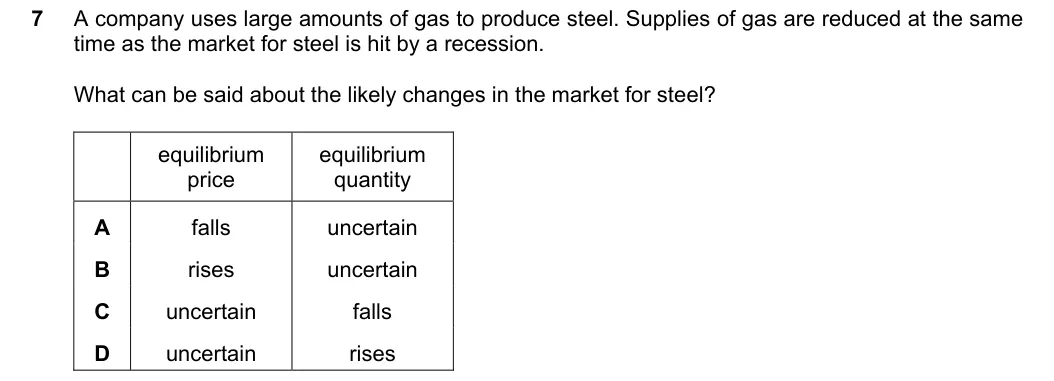 7 A company uses large amounts of gas to produce steel. Supplies of gas are reduced at the same
time as the market for steel is hit by a recession.
What can be said about the likely changes in the market for steel?
equilibrium price equilibrium quantity
A falls uncertain
B rises uncertain
C uncertain falls
D uncertain rises